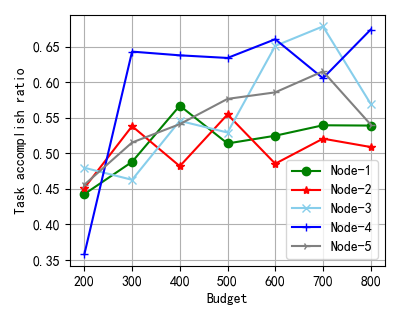 Task accomplish ratio
0.65
0.60
0.55
0.50
0.45
0.40
0.35
200 300 400 500 600 700 800
Budget
Node-1
Node-2
Node-3
Node-4
Node-5